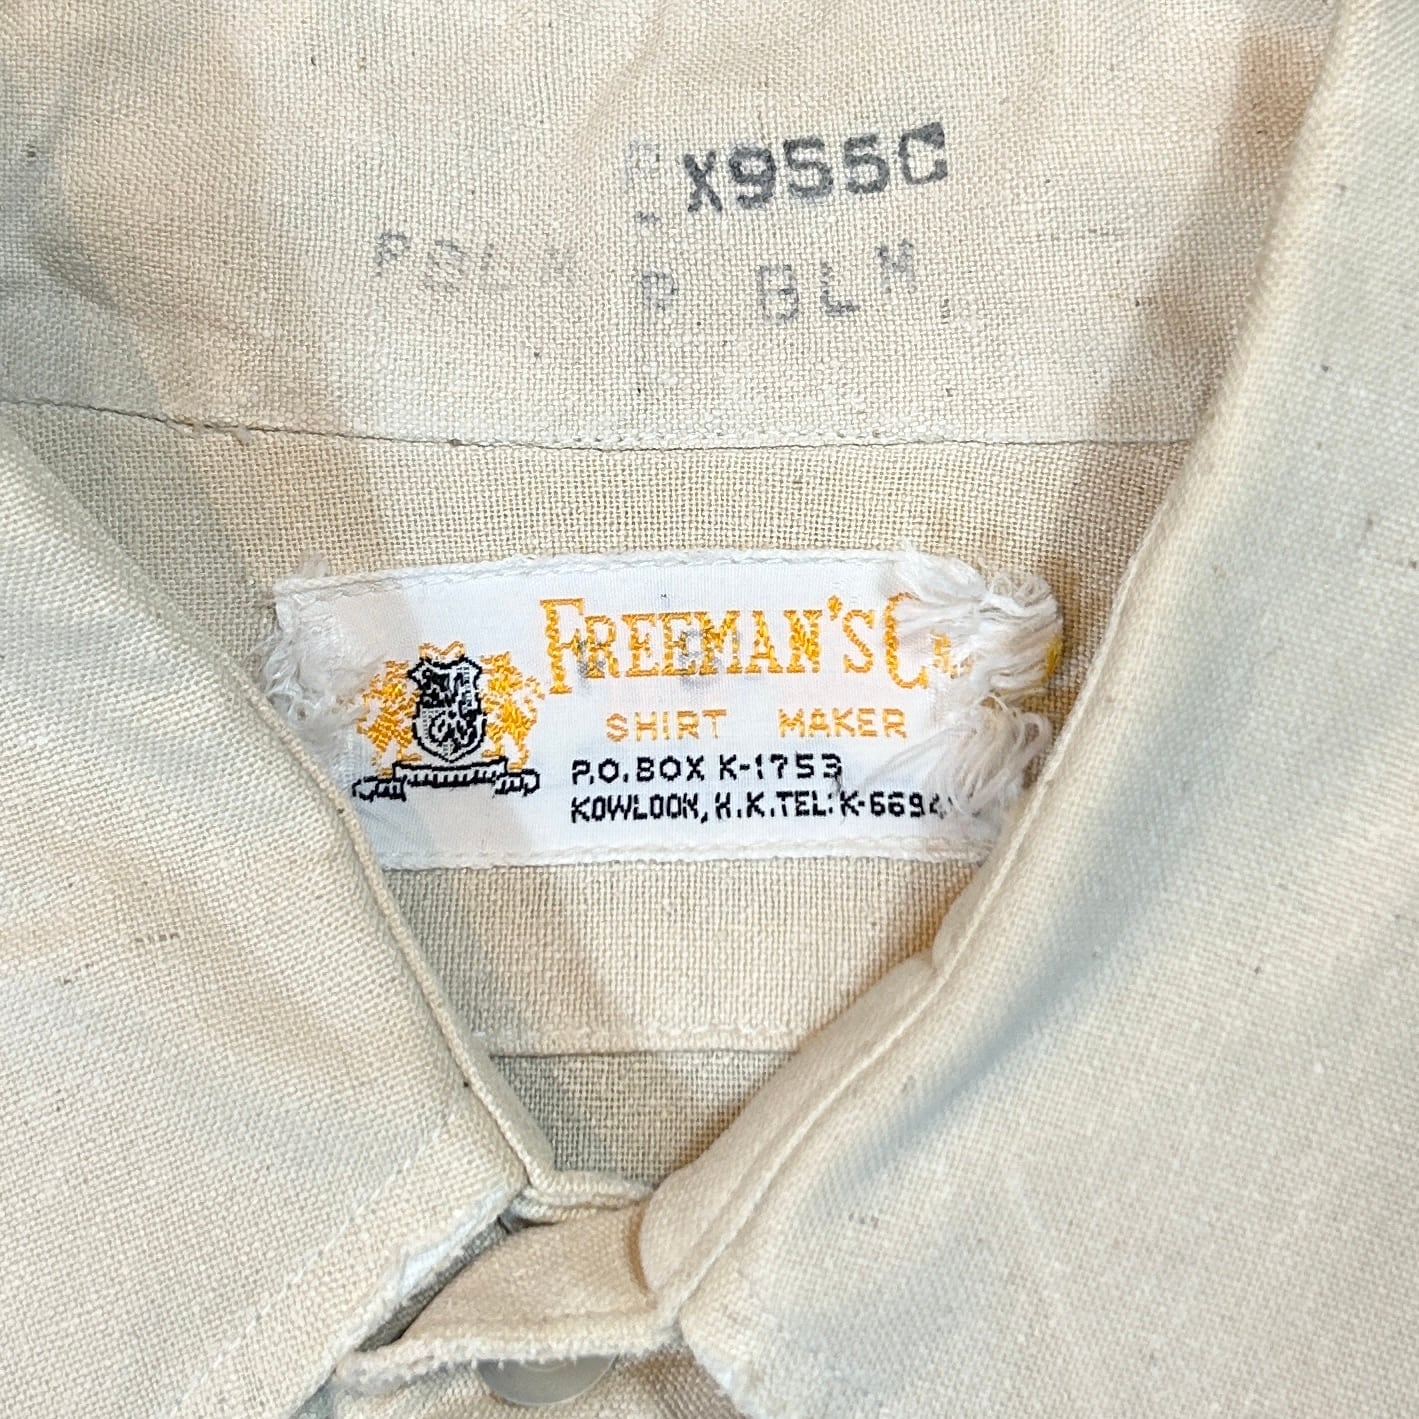 X955C
P BLM
FREEMAN'S
SHIRT MAKER
P.O.BOX K-1753
KOWLOON, H.K.TEL: K-6694